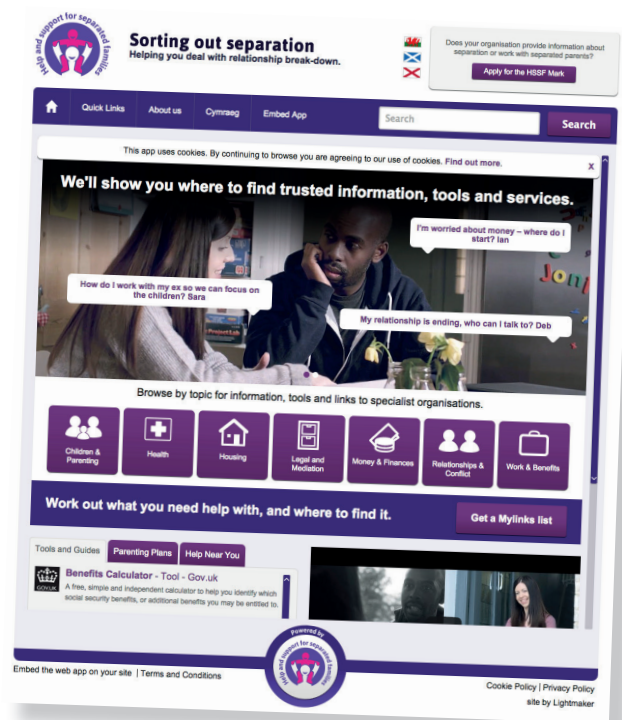 Help and support for separated families
Sorting out separation
Helping you deal with relationship break-down.
Does your organisation provide information about
separation or work with separated parents?
Apply for the HSSF Mark
Quick Links
About us
Cymraeg
Embed App
Search
Search
This app uses cookies. By continuing to browse you are agreeing to our use of cookies. Find out more.
x
We'll show you where to find trusted information, tools and services.
I'm worried about money – where do I
start? Ian
Jon
How do I work with my ex so we can focus on
the children? Sara
Project Lab
My relationship is ending, who can I talk to? Deb
Browse by topic for information, tools and links to specialist organisations.
Children &
Parenting
Health
Housing
Legal and
Mediation
Money & Finances
Relationships &
Conflict
Work & Benefits
Work out what you need help with, and where to find it.
Get a Mylinks list
Tools and Guides
Parenting Plans
Help Near You
GOV.UK
Benefits Calculator - Tool - Gov.uk
A free, simple and independent calculator to help you identify which
social security benefits, or additional benefits you may be entitled to.
Powered by
Help and support for separated families
Embed the web app on your site | Terms and Conditions
Cookie Policy | Privacy Policy
site by Lightmaker